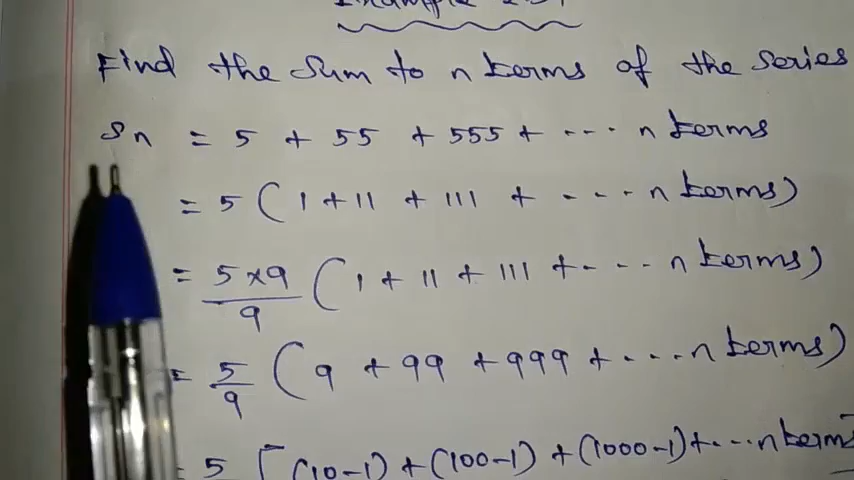 Find the Sum to n terms of the series
Sn = 5 + 55 + 555 + ---- n terms
= 5 (1 + 11 + 111 + ---- n terms)
= 5×9/9 (1 + 11 + 111 + ---- n terms)
= 5/9 (9 + 99 + 999 + ---- n terms)
= 5 [(10-1) + (100-1) + (1000-1) + ---- n terms